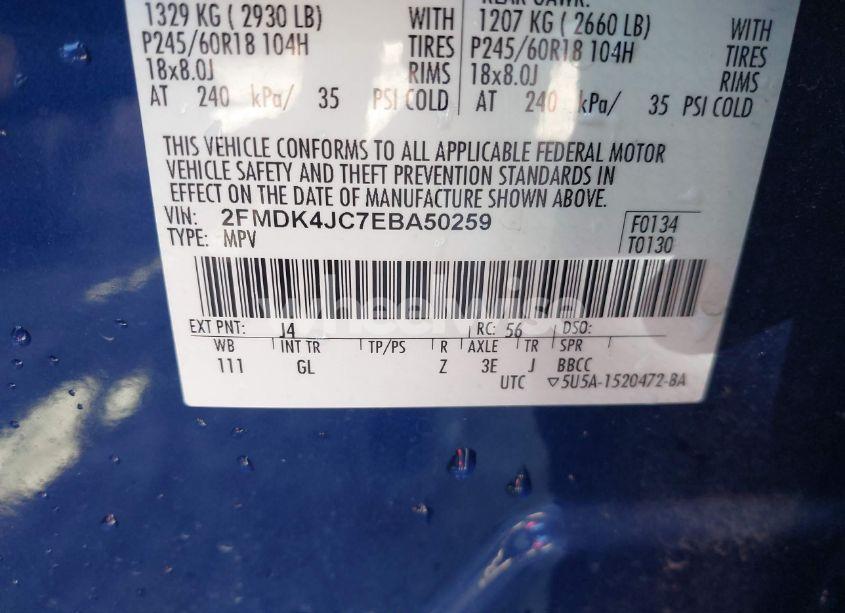 REAR GAWR:
1329 KG ( 2930 LB) WITH 1207 KG ( 2660 LB) WITH
P245/60R18 104H TIRES P245/60R18 104H TIRES
18x8.0J RIMS 18x8.0J RIMS
AT 240 kPa/ 35 PSI COLD AT 240 kPa/ 35 PSI COLD
THIS VEHICLE CONFORMS TO ALL APPLICABLE FEDERAL MOTOR
VEHICLE SAFETY AND THEFT PREVENTION STANDARDS IN
EFFECT ON THE DATE OF MANUFACTURE SHOWN ABOVE.
VIN: 2FMDK4JC7EBA50259 F0134
TYPE: MPV T0130
wheelwise
EXT PNT: J4 RC: 56 DSO:
WB INT TR TP/PS R AXLE TR SPR
111 GL Z 3E J BBCC
UTC ▽5U5A-1520472-BA